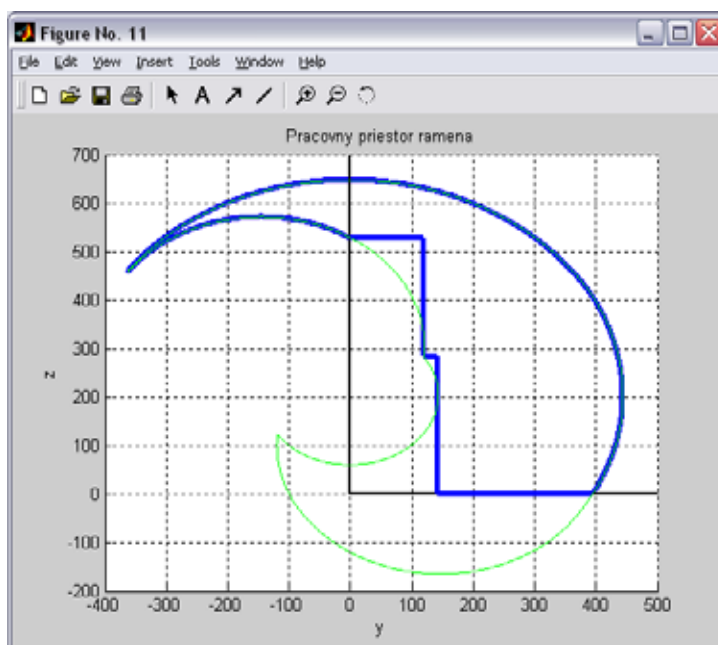 Figure No. 11
File Edit View Insert Tools Window Help
A
Pracovny priestor ramena
700
600
500
400
300
200
100
0
-100
-200
z
-400 -300 -200 -100 0 100 200 300 400 500
y